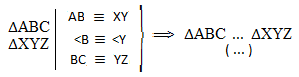 ΔABC
ΔXYZ
AB ≡ XY
<B ≡ <Y
BC ≡ YZ
⟹ ΔABC ... ΔXYZ
( ... )